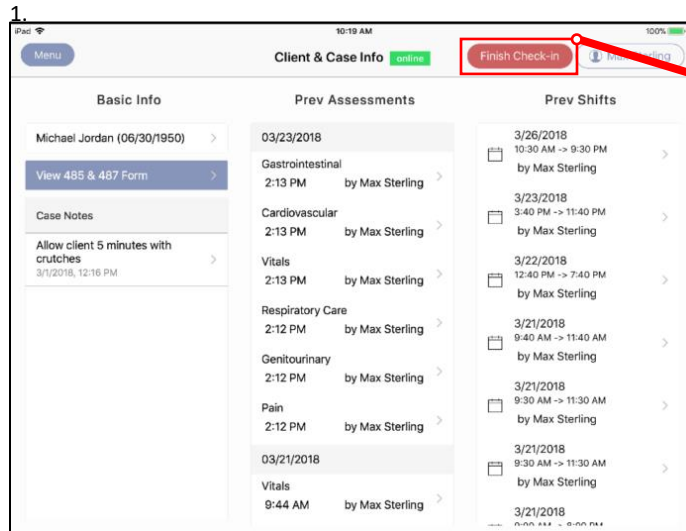 1.
iPad 10:19 AM 100%
Menu Client & Case Info online Finish Check-in
Basic Info
Michael Jordan (06/30/1950)
View 485 & 487 Form
Case Notes
Allow client 5 minutes with
crutches
3/1/2018, 12:16 PM
Prev Assessments
03/23/2018
Gastrointestinal
2:13 PM by Max Sterling
Cardiovascular
2:13 PM by Max Sterling
Vitals
2:13 PM by Max Sterling
Respiratory Care
2:12 PM by Max Sterling
Genitourinary
2:12 PM by Max Sterling
Pain
2:12 PM by Max Sterling
03/21/2018
Vitals
9:44 AM by Max Sterling
Prev Shifts
3/26/2018
10:30 AM -> 9:30 PM
by Max Sterling
3/23/2018
3:40 PM -> 11:40 PM
by Max Sterling
3/22/2018
12:40 PM -> 7:40 PM
by Max Sterling
3/21/2018
9:40 AM -> 11:40 AM
by Max Sterling
3/21/2018
9:30 AM -> 11:30 AM
by Max Sterling
3/21/2018
9:30 AM -> 11:30 AM
by Max Sterling
3/21/2018